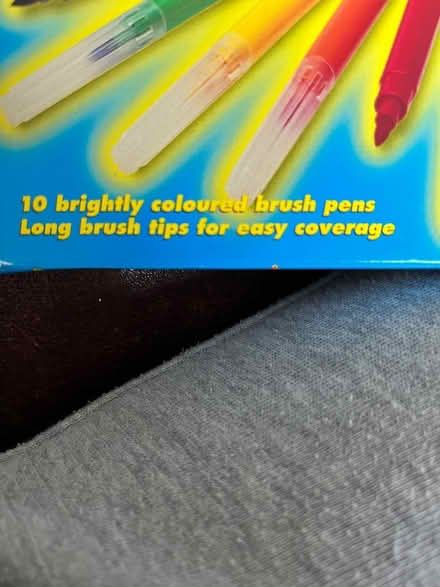 10 brightly coloured brush pens
Long brush tips for easy coverage